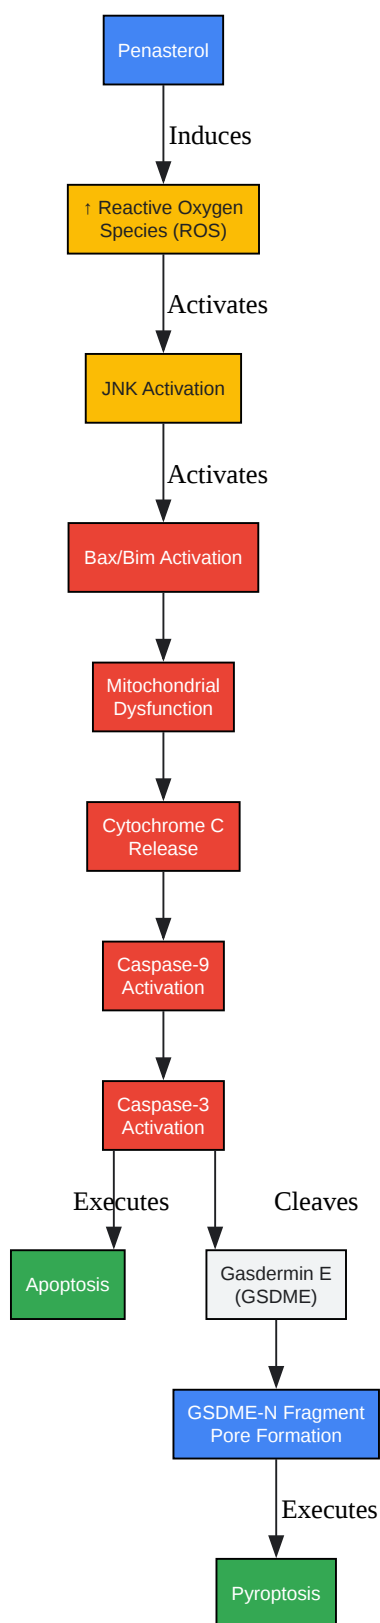 Penasterol
Induces
↑ Reactive Oxygen
Species (ROS)
Activates
JNK Activation
Activates
Bax/Bim Activation
Mitochondrial
Dysfunction
Cytochrome C
Release
Caspase-9
Activation
Caspase-3
Activation
Executes
Cleaves
Apoptosis
Gasdermin E
(GSDME)
GSDME-N Fragment
Pore Formation
Executes
Pyroptosis